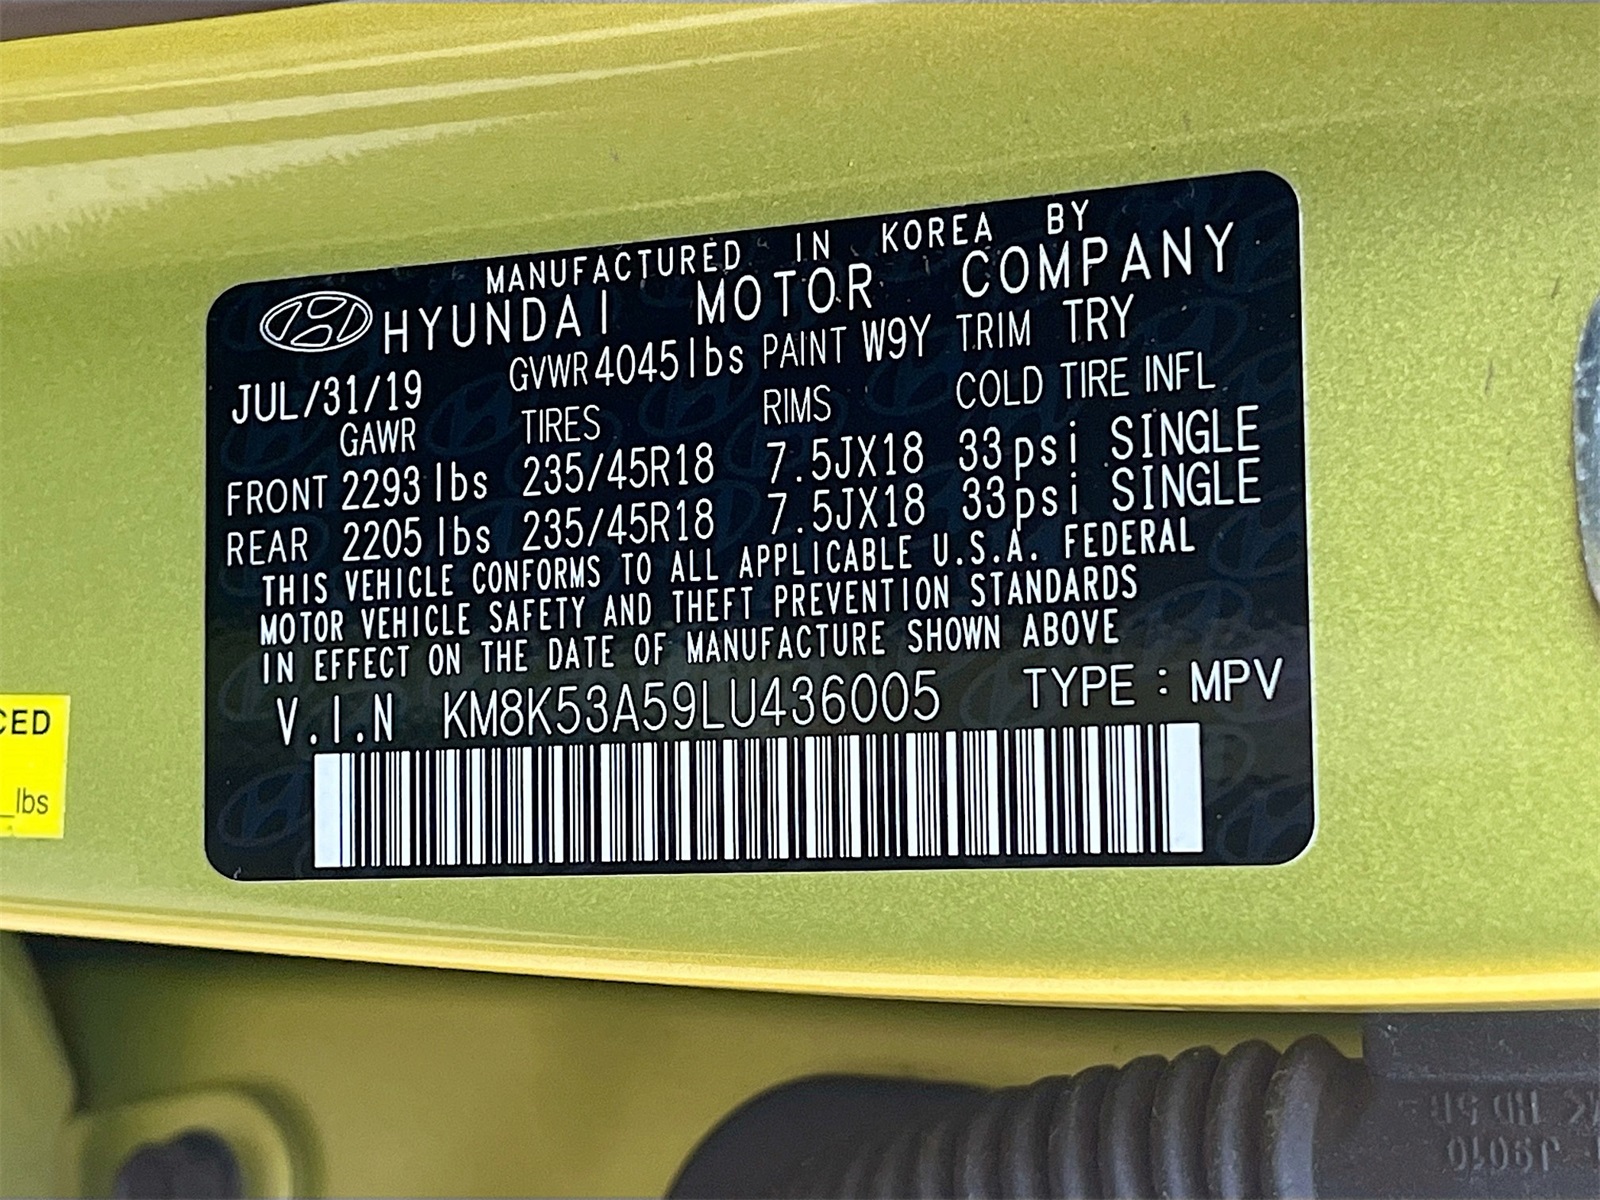 MANUFACTURED IN KOREA BY
HYUNDAI MOTOR COMPANY
JUL/31/19 GVWR 4045lbs PAINT W9Y TRIM TRY
GAWR TIRES RIMS COLD TIRE INFL.
FRONT 2293 lbs 235/45R18 7.5JX18 33psi SINGLE
REAR 2205 lbs 235/45R18 7.5JX18 33psi SINGLE
THIS VEHICLE CONFORMS TO ALL APPLICABLE U.S.A. FEDERAL
MOTOR VEHICLE SAFETY AND THEFT PREVENTION STANDARDS
IN EFFECT ON THE DATE OF MANUFACTURE SHOWN ABOVE
V.I.N KM8K53A59LU436005 TYPE : MPV
CED
lbs
J9010